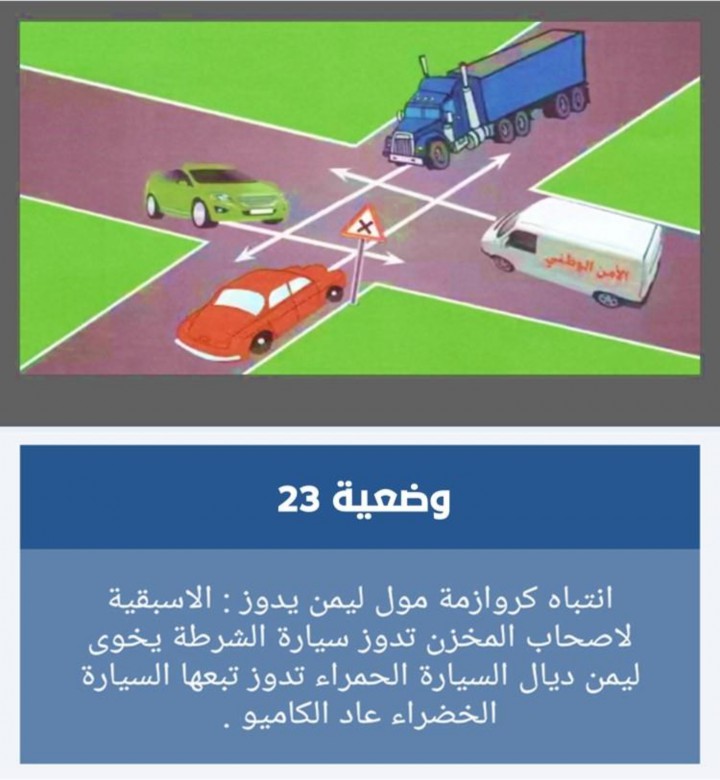 الأمن الوطني
وضعية 23
انتباه كروازمة مول ليمن يدوز : الاسبقية
لاصحاب المخزن تدوز سيارة الشرطة يخوى
ليمن ديال السيارة الحمراء تدوز تبعها السيارة
الخضراء عاد الكاميو .